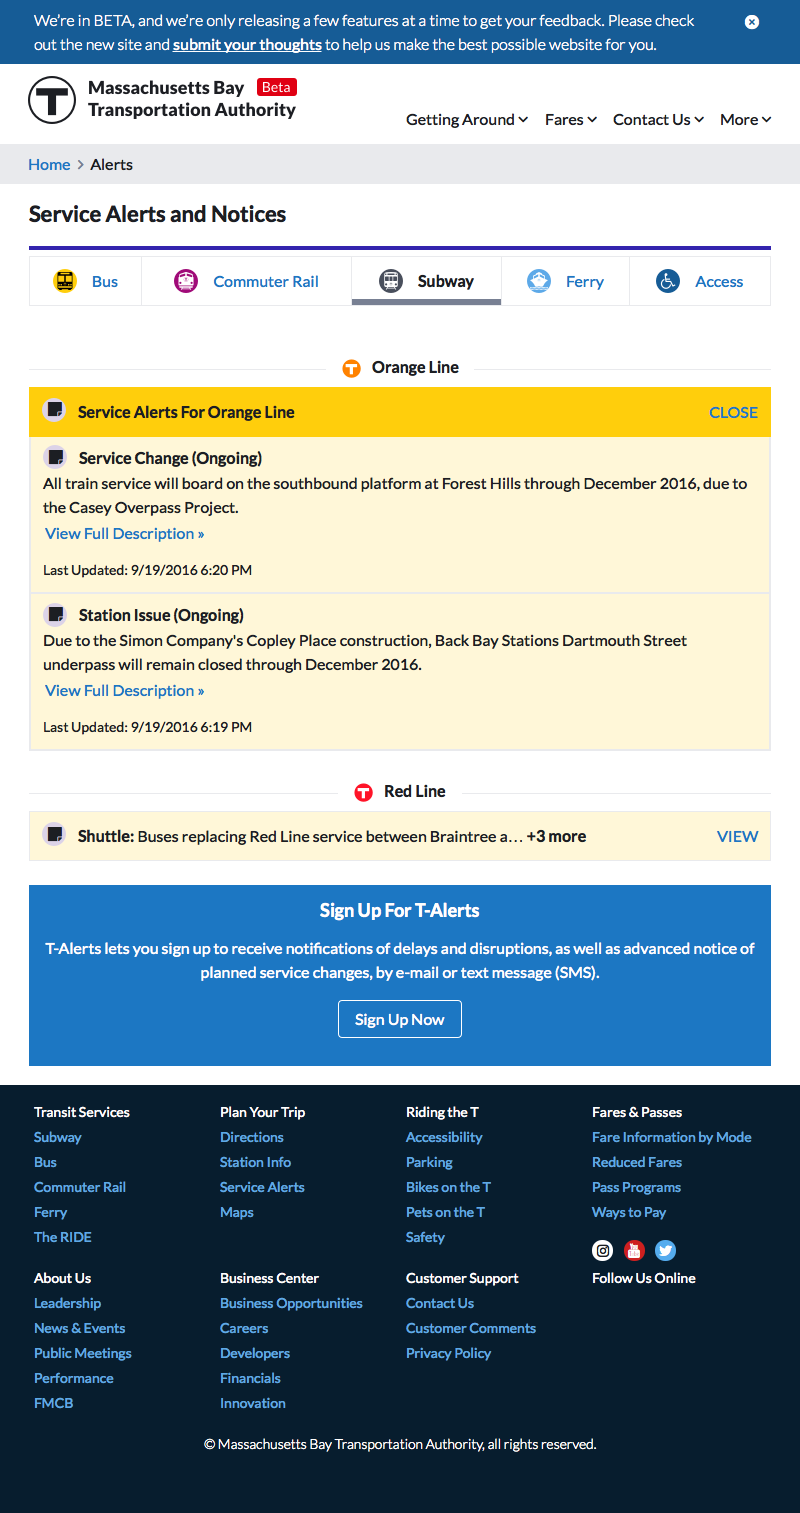 We're in BETA, and we're only releasing a few features at a time to get your feedback. Please check
out the new site and submit your thoughts to help us make the best possible website for you.
T
Massachusetts Bay Beta
Transportation Authority
Getting Around Fares Contact Us More
Home > Alerts
Service Alerts and Notices
Bus Commuter Rail Subway Ferry Access
T Orange Line
Service Alerts For Orange Line CLOSE
Service Change (Ongoing)
All train service will board on the southbound platform at Forest Hills through December 2016, due to
the Casey Overpass Project.
View Full Description »
Last Updated: 9/19/2016 6:20 PM
Station Issue (Ongoing)
Due to the Simon Company's Copley Place construction, Back Bay Stations Dartmouth Street
underpass will remain closed through December 2016.
View Full Description »
Last Updated: 9/19/2016 6:19 PM
T Red Line
Shuttle: Buses replacing Red Line service between Braintree a... +3 more VIEW
Sign Up For T-Alerts
T-Alerts lets you sign up to receive notifications of delays and disruptions, as well as advanced notice of
planned service changes, by e-mail or text message (SMS).
Sign Up Now
Transit Services Plan Your Trip Riding the T Fares & Passes
Subway Directions Accessibility Fare Information by Mode
Bus Station Info Parking Reduced Fares
Commuter Rail Service Alerts Bikes on the T Pass Programs
Ferry Maps Pets on the T Ways to Pay
The RIDE Safety
About Us Business Center Customer Support Follow Us Online
Leadership Business Opportunities Contact Us
News & Events Careers Customer Comments
Public Meetings Developers Privacy Policy
Performance Financials
FMCB Innovation
© Massachusetts Bay Transportation Authority, all rights reserved.